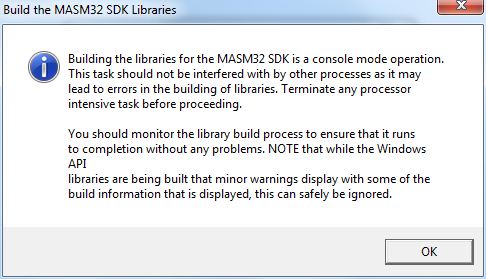 Build the MASM32 SDK Libraries
Building the libraries for the MASM32 SDK is a console mode operation.
This task should not be interfered with by other processes as it may
lead to errors in the building of libraries. Terminate any processor
intensive task before proceeding.
You should monitor the library build process to ensure that it runs
to completion without any problems. NOTE that while the Windows
API
libraries are being built that minor warnings display with some of the
build information that is displayed, this can safely be ignored.
OK